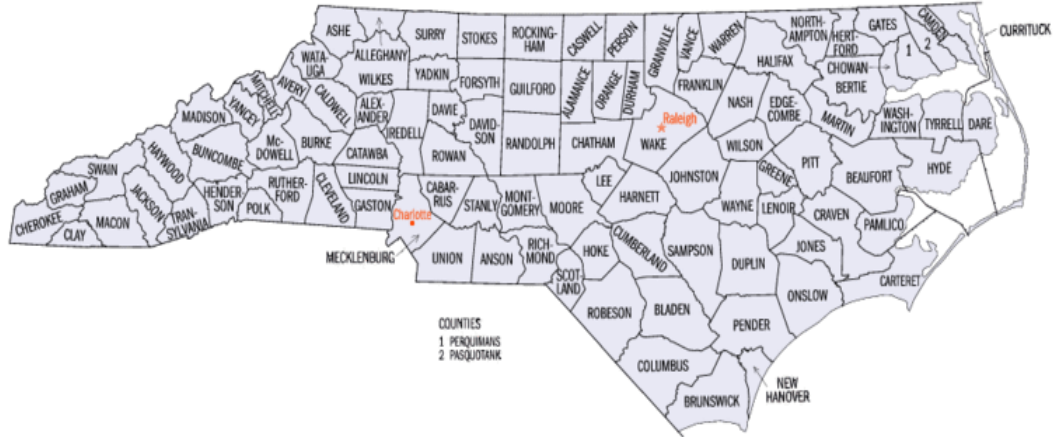 ASHE
ALLEGHANY
SURRY
STOKES
ROCKING-
HAM
CASWELL
PERSON
GRANVILLE
VANCE
WARREN
NORTH-
AMPTON
HERT-
FORD
GATES
CAMDEN
CURRITUCK
WATA-
UGA
WILKES
YADKIN
FORSYTH
GUILFORD
ALAMANCE
ORANGE
DURHAM
FRANKLIN
HALIFAX
CHOWAN
1
2
BERTIE
MITCHELL
AVERY
CALDWELL
ALEX-
ANDER
IREDELL
DAVIE
DAVID-
SON
NASH
EDGE-
COMBE
MARTIN
WASH-
INGTON
TYRRELL
DARE
MADISON
YANCEY
Raleigh
WAKE
McDOWELL
BURKE
CATAWBA
ROWAN
RANDOLPH
CHATHAM
WILSON
PITT
BEAUFORT
HYDE
SWAIN
HAYWOOD
BUNCOMBE
RUTHER-
FORD
CLEVELAND
LINCOLN
GASTON
CABAR-
RUS
STANLY
MONT-
GOMERY
MOORE
LEE
HARNETT
JOHNSTON
GREENE
WAYNE
LENOIR
CRAVEN
PAMLICO
GRAHAM
CHEROKEE
CLAY
MACON
JACKSON
TRAN-
SYLVANIA
HENDER-
SON
POLK
Charlotte
MECKLENBURG
UNION
ANSON
RICH-
MOND
SCOT-
LAND
HOKE
CUMBERLAND
SAMPSON
DUPLIN
JONES
CARTERET
ONSLOW
ROBESON
BLADEN
PENDER
COUNTIES
1 PERQUIMANS
2 PASQUOTANK
COLUMBUS
BRUNSWICK
NEW
HANOVER